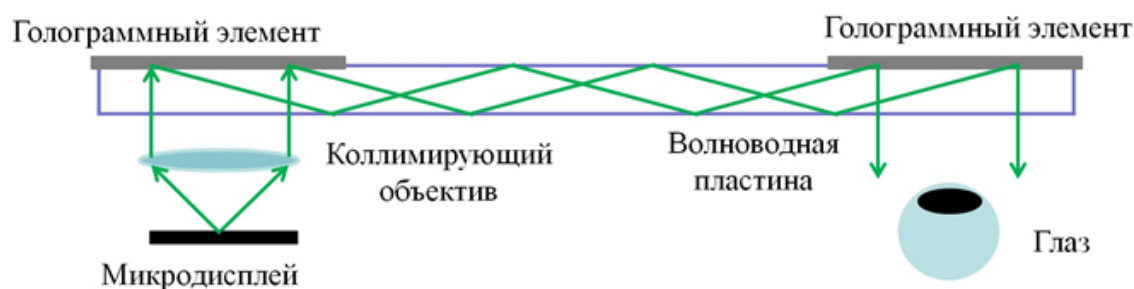 Голограммный элемент
Голограммный элемент
Коллимирующий
объектив
Волноводная
пластина
Микродисплей
Глаз